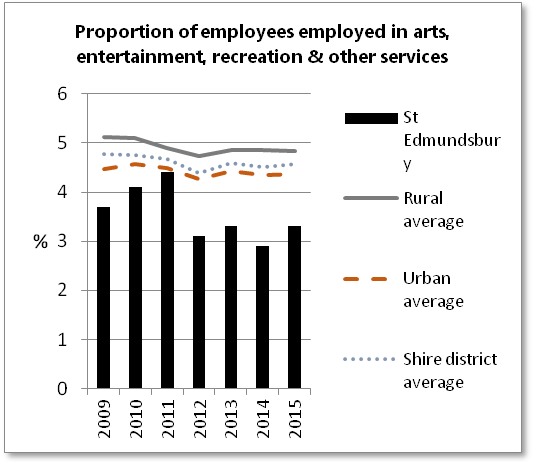 Proportion of employees employed in arts,
entertainment, recreation & other services
6
5
4
3
2
1
0
%
2009
2010
2011
2012
2013
2014
2015
St
Edmundsbur
y
Rural
average
Urban
average
Shire district
average